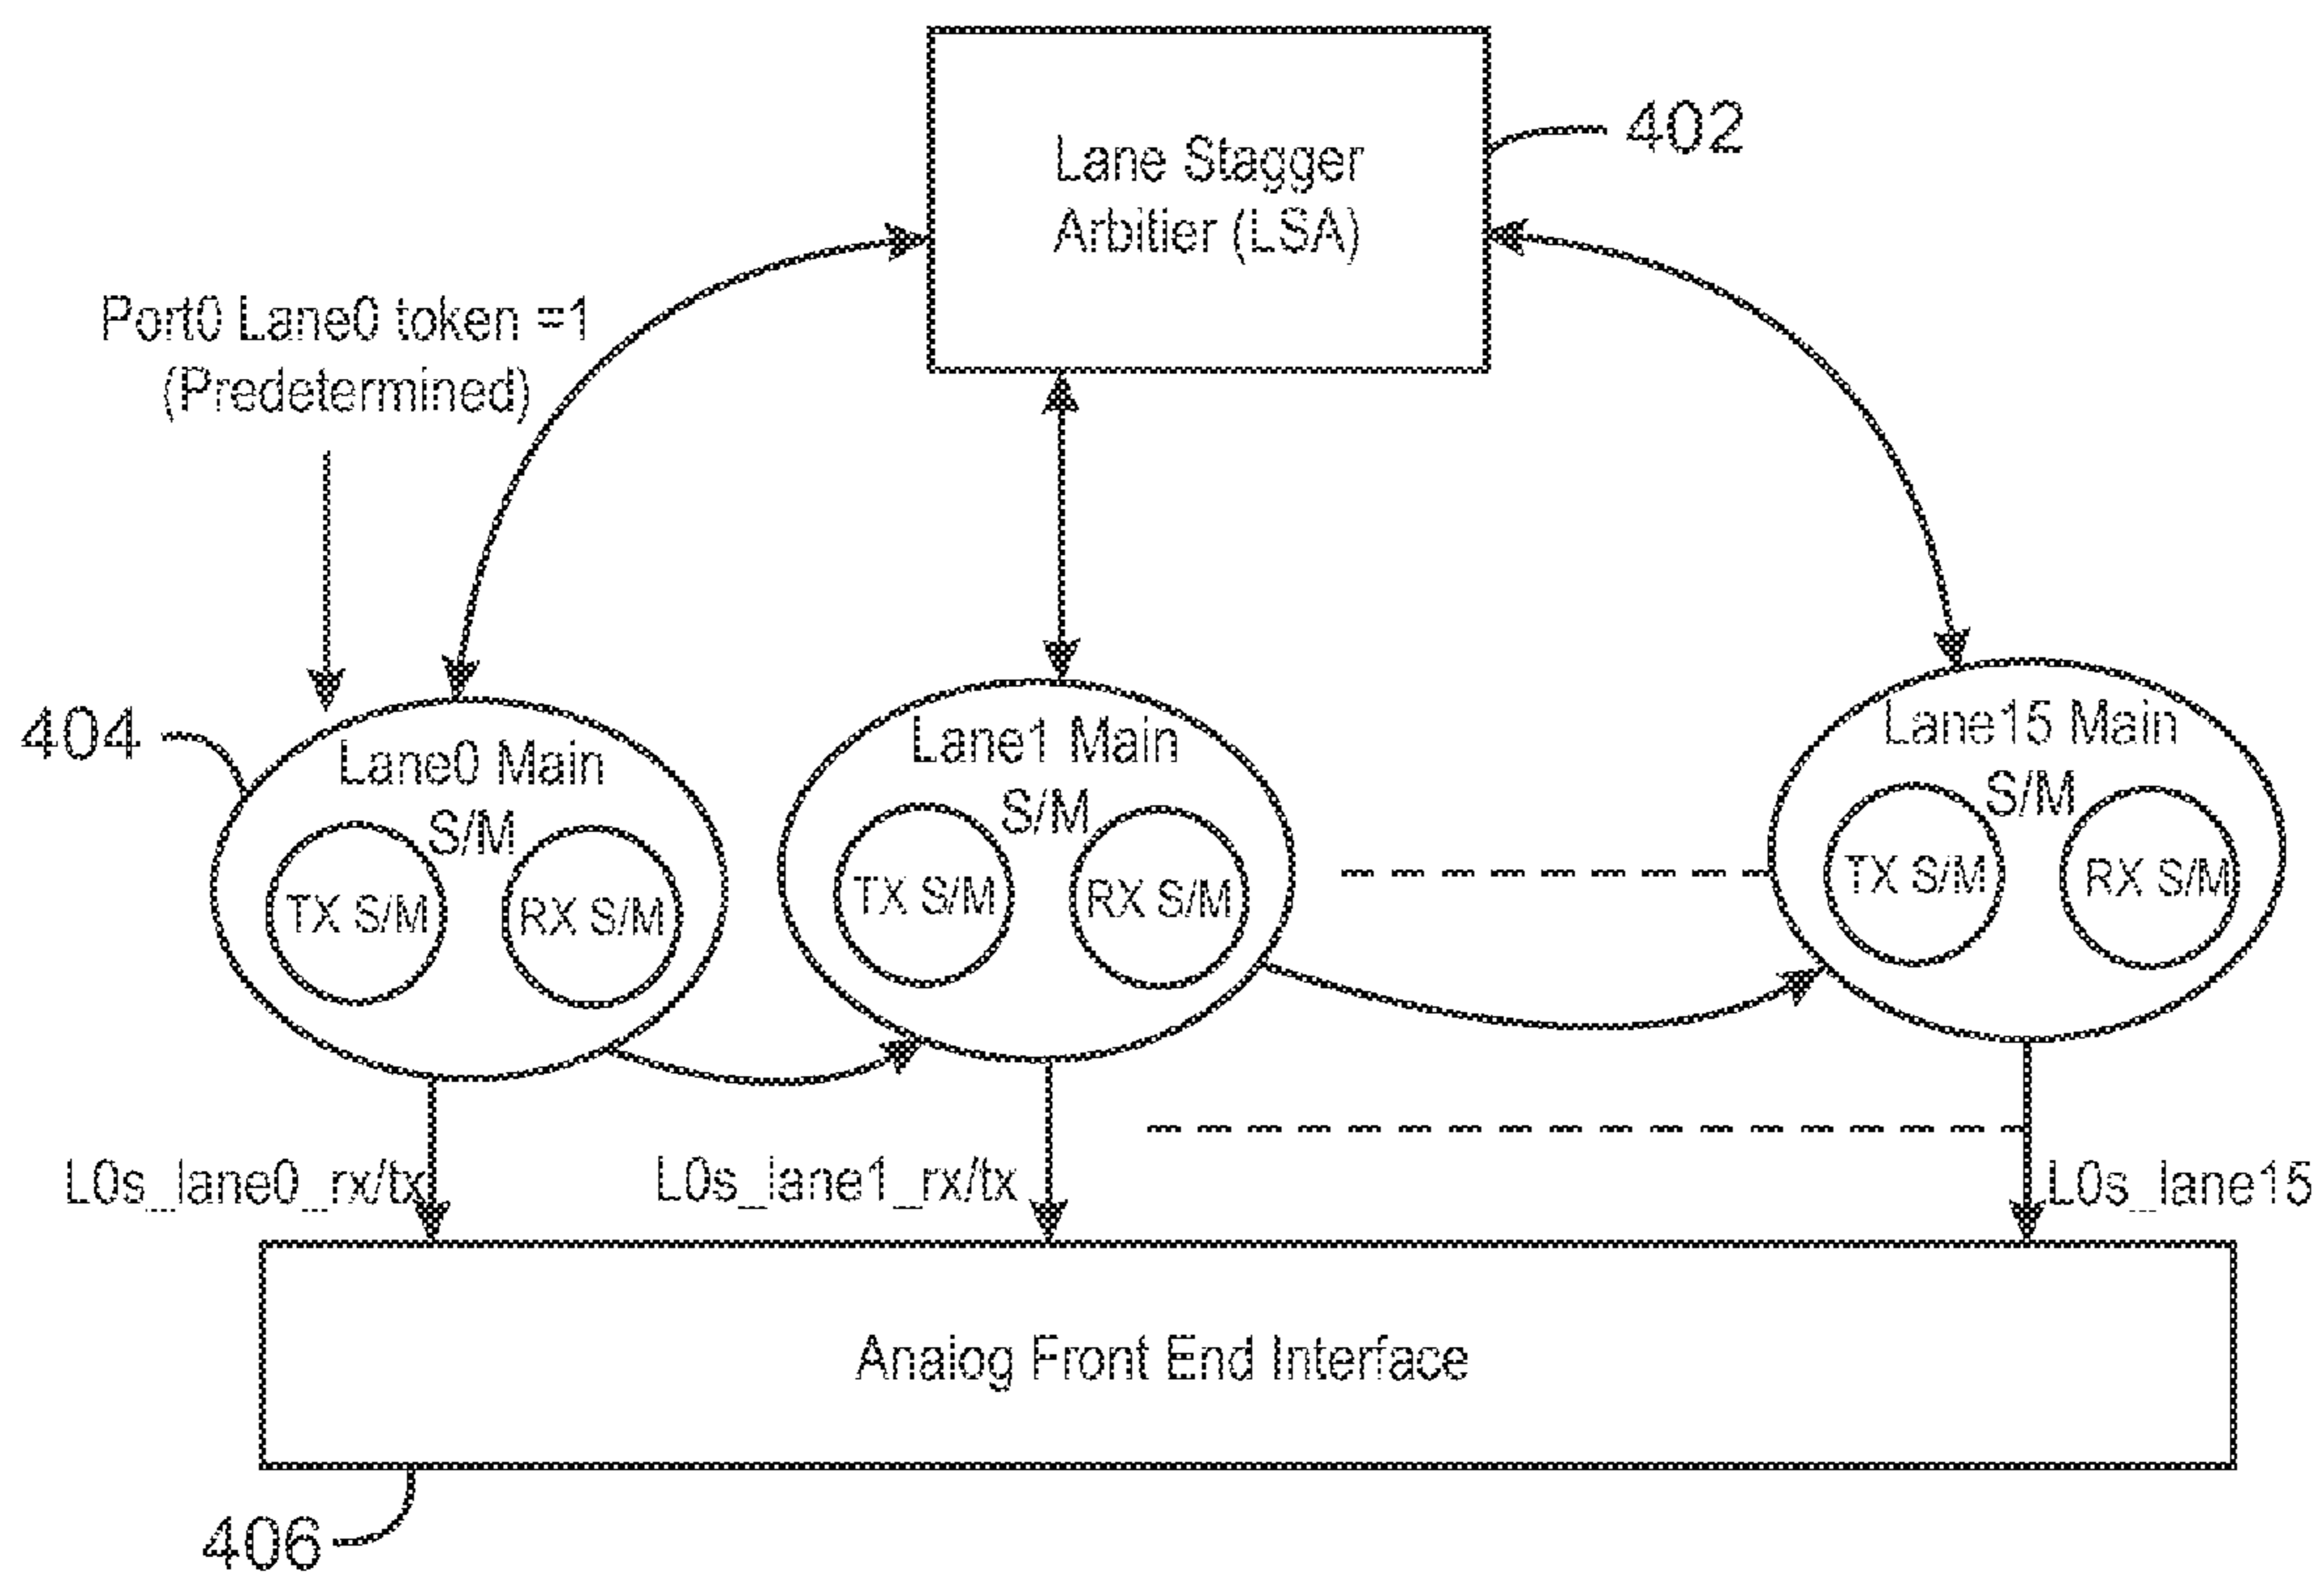 Lane Stagger
Arbitier (LSA)
402
Port0 Lane0 token =1
(Predetermined)
404
Lane0 Main
S/M
TX S/M
RX S/M
Lane1 Main
S/M
TX S/M
RX S/M
Lane15 Main
S/M
TX S/M
RX S/M
L0s_lane0_rx/tx
L0s_lane1_rx/tx
L0s_lane15
Analog Front End Interface
406